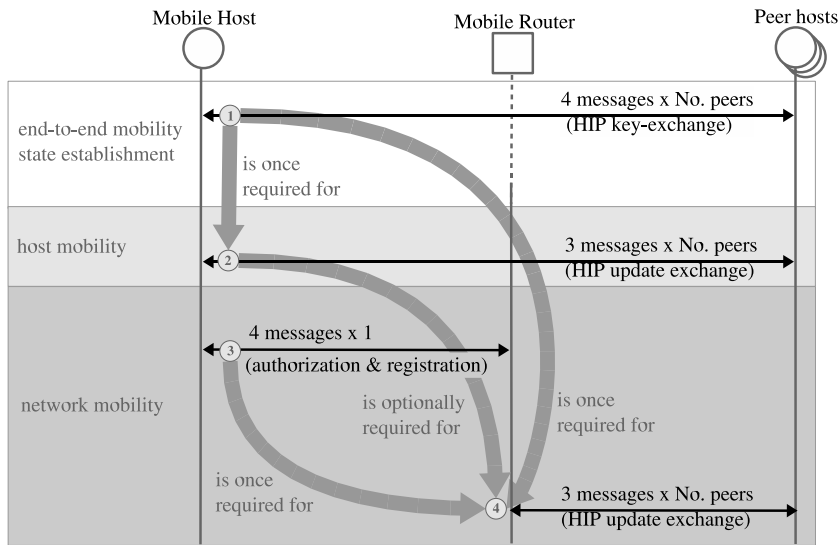 Mobile Host
Mobile Router
Peer hosts
1
4 messages x No. peers
(HIP key-exchange)
end-to-end mobility
state establishment
is once
required for
host mobility
2
3 messages x No. peers
(HIP update exchange)
3
4 messages x 1
(authorization & registration)
network mobility
is optionally
required for
is once
required for
is once
required for
4
3 messages x No. peers
(HIP update exchange)